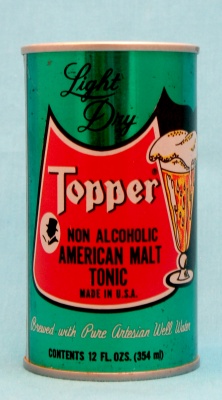 Light
Dry
Topper
NON ALCOHOLIC
AMERICAN MALT
TONIC
MADE IN U.S.A.
Brewed with Pure Artesian Well Water
CONTENTS 12 FL. OZS. (354 ml)